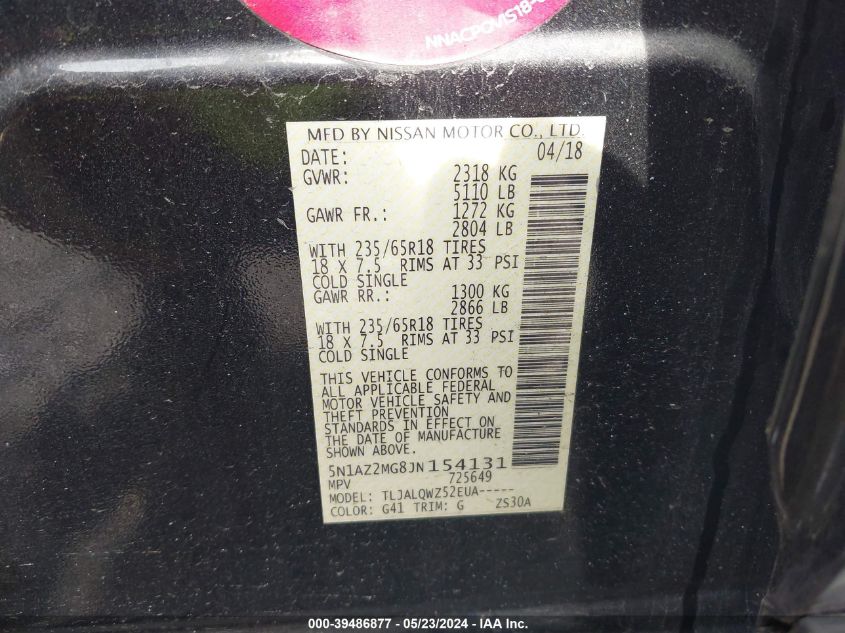 NNACPOVIS18-
MFD BY NISSAN MOTOR CO., LTD.
DATE: 04/18
GVWR: 2318 KG
5110 LB
GAWR FR.: 1272 KG
2804 LB
WITH 235/65R18 TIRES
18 X 7.5 RIMS AT 33 PSI
COLD SINGLE
GAWR RR.: 1300 KG
2866 LB
WITH 235/65R18 TIRES
18 X 7.5 RIMS AT 33 PSI
COLD SINGLE
THIS VEHICLE CONFORMS TO
ALL APPLICABLE FEDERAL
MOTOR VEHICLE SAFETY AND
THEFT PREVENTION
STANDARDS IN EFFECT ON
THE DATE OF MANUFACTURE
SHOWN ABOVE.
5N1AZ2MG8JN154131
MPV 725649
MODEL: TLJALQWZ52EUA-----
COLOR: G41 TRIM: G ZS30A
000-39486877 - 05/23/2024 - IAA Inc.